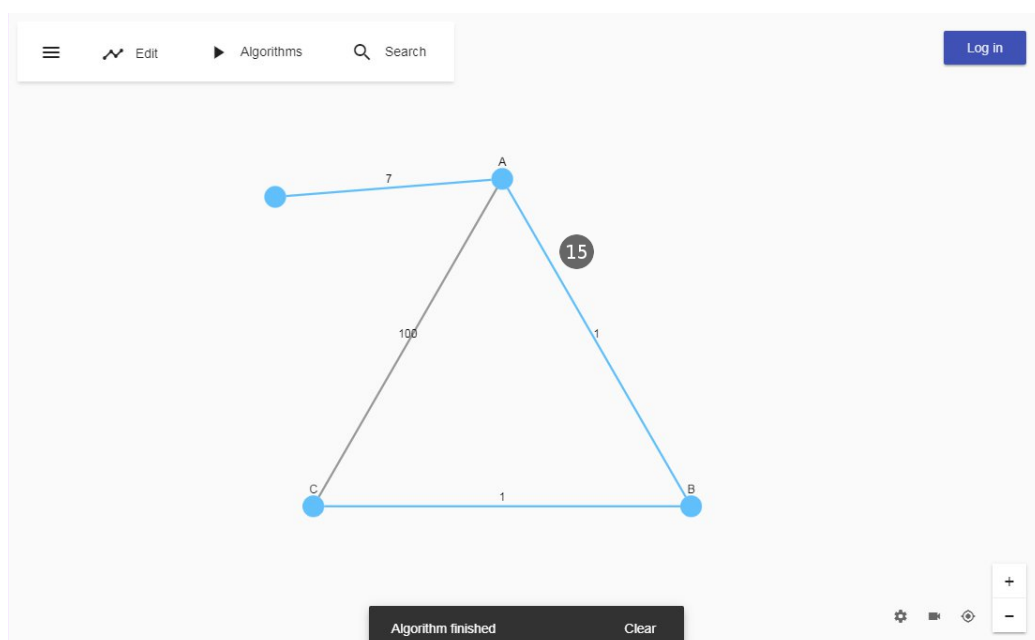 Edit Algorithms Search Log in
A
7
15
100
1
C
B
1
+
Algorithm finished Clear
−